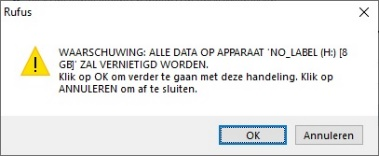 Rufus
WAARSCHUWING: ALLE DATA OP APPARAAT 'NO_LABEL (H:) [8
GB]' ZAL VERNIETIGD WORDEN.
Klik op OK om verder te gaan met deze handeling. Klik op
ANNULEREN om af te sluiten.
OK
Annuleren